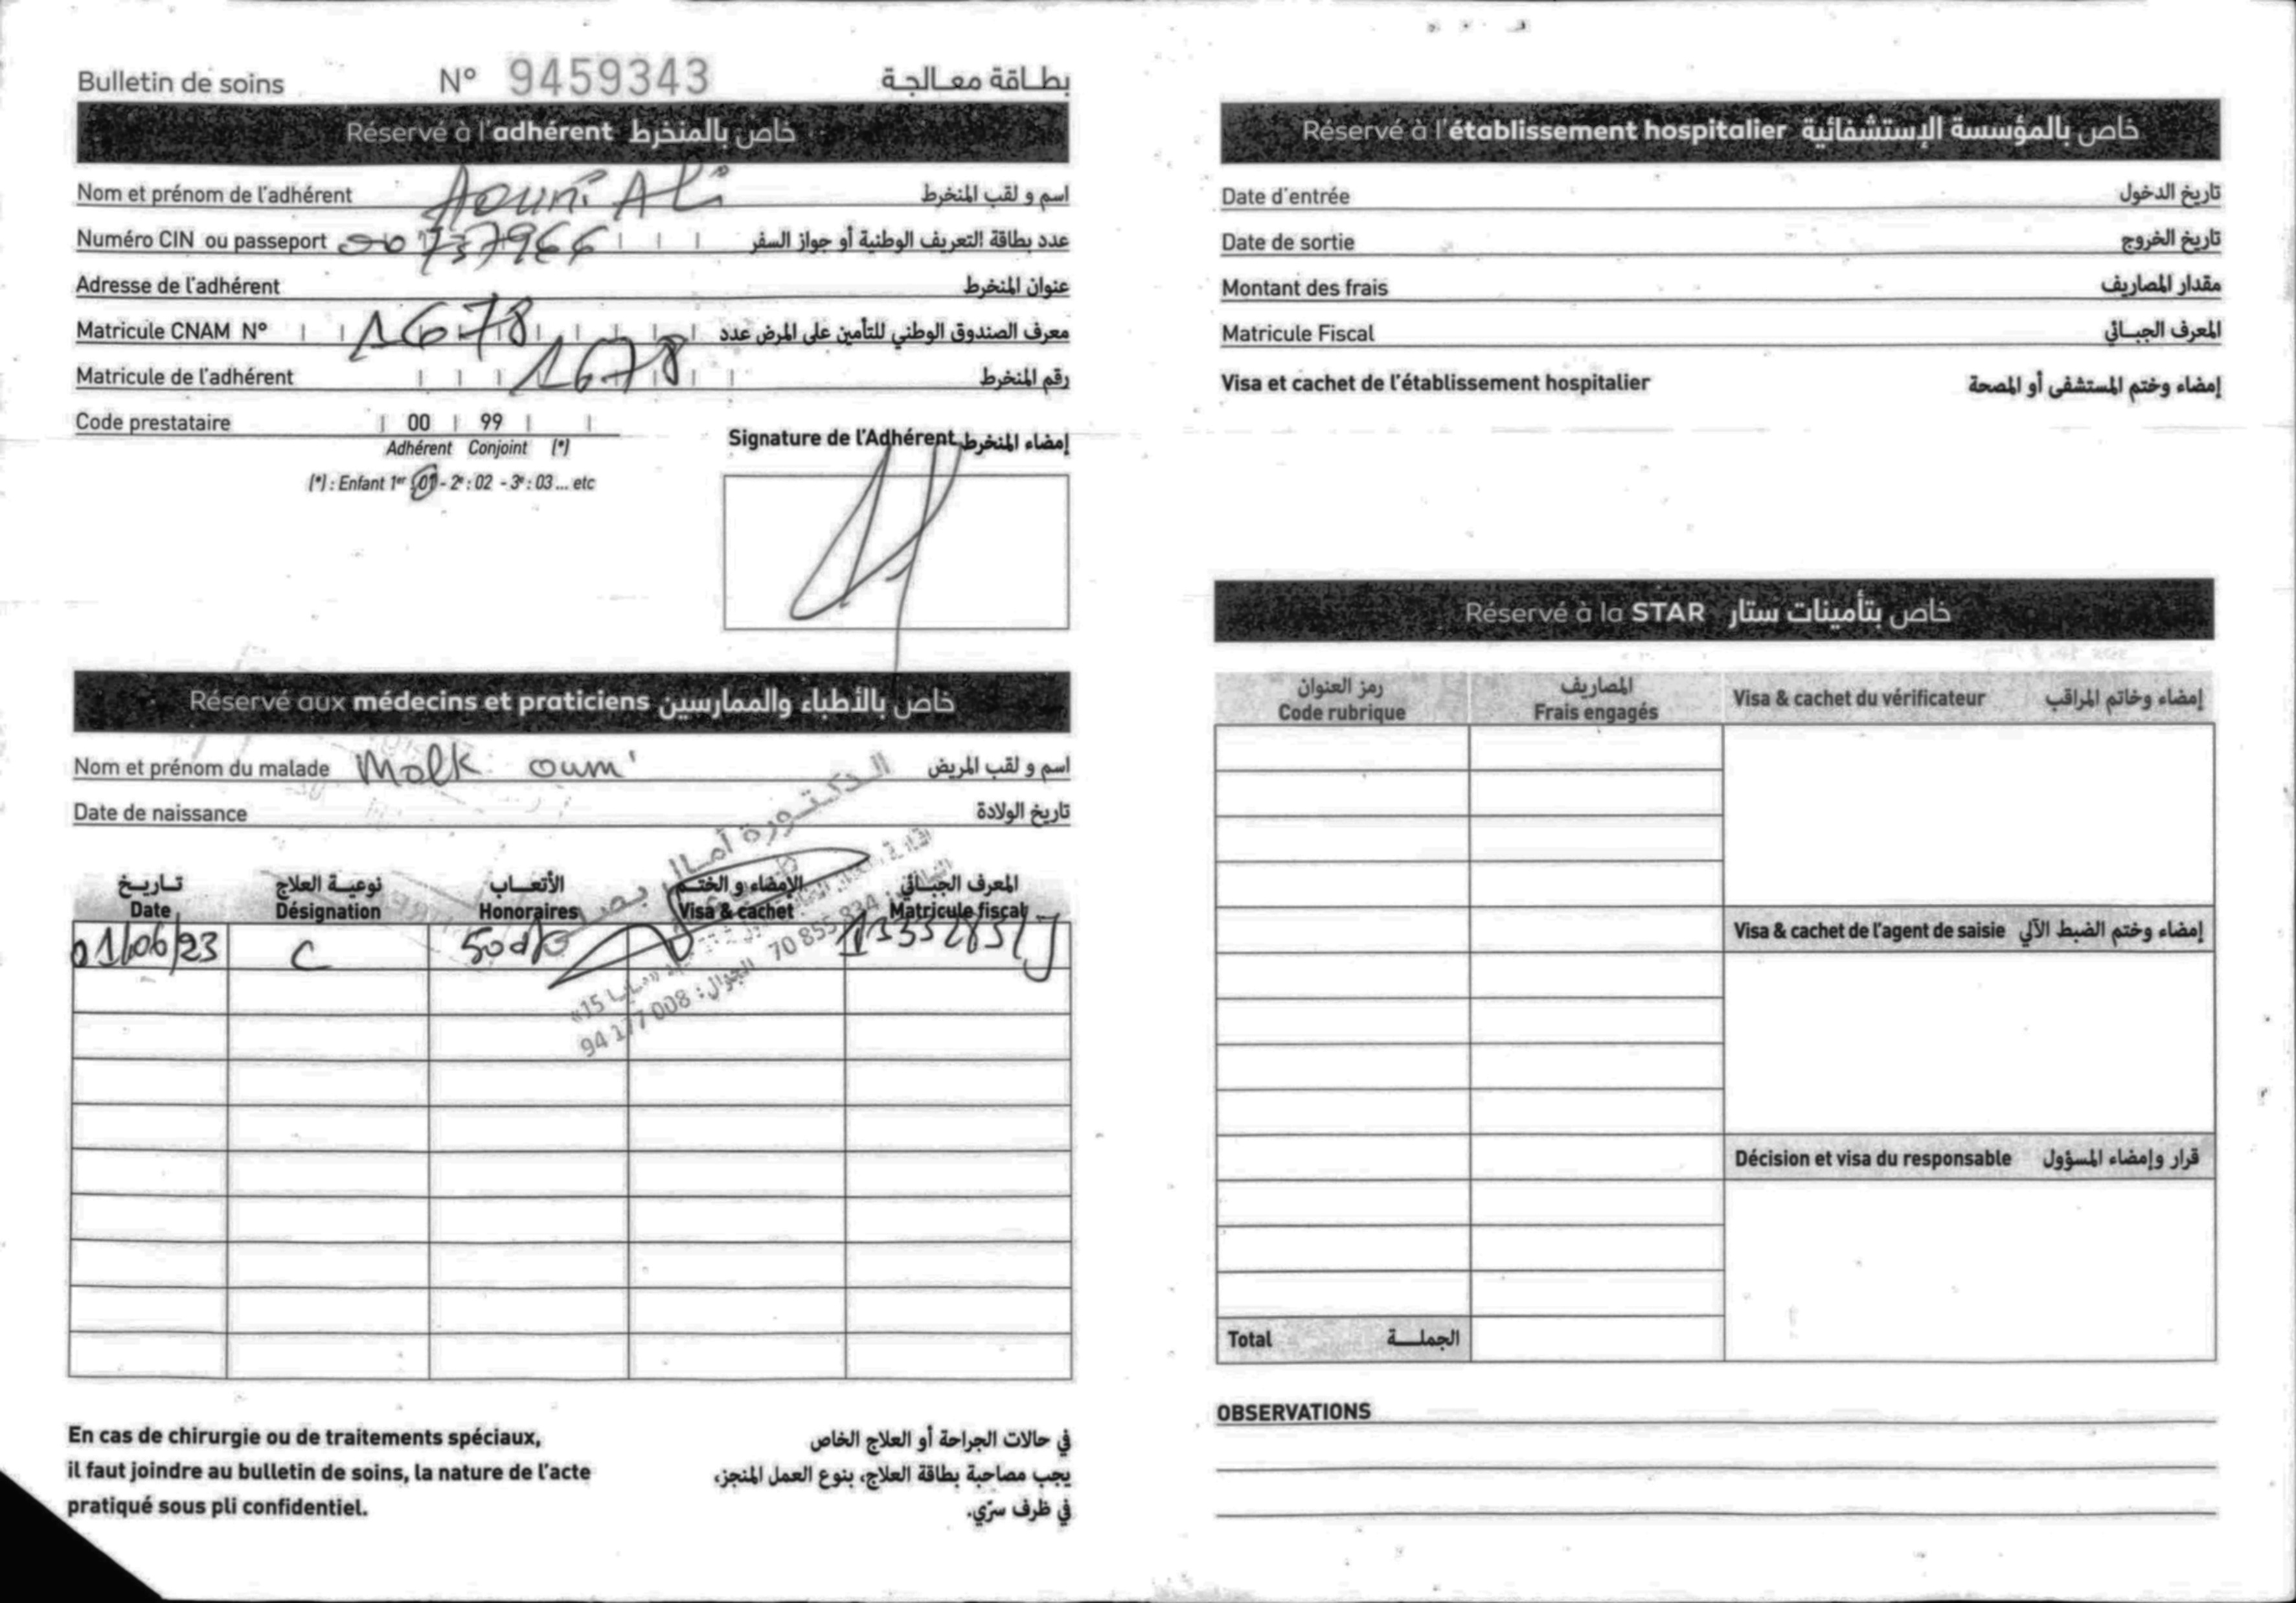 Bulletin de soins N° 9459343 بطاقة معالجة
Réservé à l'adhérent خاص بالمنخرط
Nom et prénom de l'adhérent Aouni Ali اسم و لقب المنخرط
Numéro CIN ou passeport 00737966 عدد بطاقة التعريف الوطنية أو جواز السفر
Adresse de l'adhérent عنوان المنخرط
Matricule CNAM N° 1678 معرف الصندوق الوطني للتأمين على المرض عدد
Matricule de l'adhérent 1678 رقم المنخرط
Code prestataire 00 99
Adhérent Conjoint (*)
(*) : Enfant 1er : 01 - 2e : 02 - 3e : 03 ... etc
Signature de l'Adhérent إمضاء المنخرط
Réservé aux médecins et praticiens خاص بالأطباء والممارسين
Nom et prénom du malade Molk ouni اسم و لقب المريض
Date de naissance تاريخ الولادة
الدكتورة أمال
تاريخ نوعية العلاج الأتعاب الإمضاء و الختم المعرف الجبائي
Date Désignation Honoraires Visa & cachet Matricule fiscal
01/06/23 C 50d
70 855 834
94 177 008 الجوال:
En cas de chirurgie ou de traitements spéciaux,
il faut joindre au bulletin de soins, la nature de l'acte
pratiqué sous pli confidentiel.
في حالات الجراحة أو العلاج الخاص
يجب مصاحبة بطاقة العلاج، بنوع العمل المنجز،
في ظرف سرّي.
Réservé à l'établissement hospitalier خاص بالمؤسسة الإستشفائية
Date d'entrée تاريخ الدخول
Date de sortie تاريخ الخروج
Montant des frais مقدار المصاريف
Matricule Fiscal المعرف الجبائي
Visa et cachet de l'établissement hospitalier إمضاء وختم المستشفى أو المصحة
Réservé à la STAR خاص بتأمينات ستار
رمز العنوان المصاريف
Code rubrique Frais engagés Visa & cachet du vérificateur إمضاء وخاتم المراقب
Visa & cachet de l'agent de saisie إمضاء وختم الضبط الآلي
Décision et visa du responsable قرار وإمضاء المسؤول
Total الجملة
OBSERVATIONS